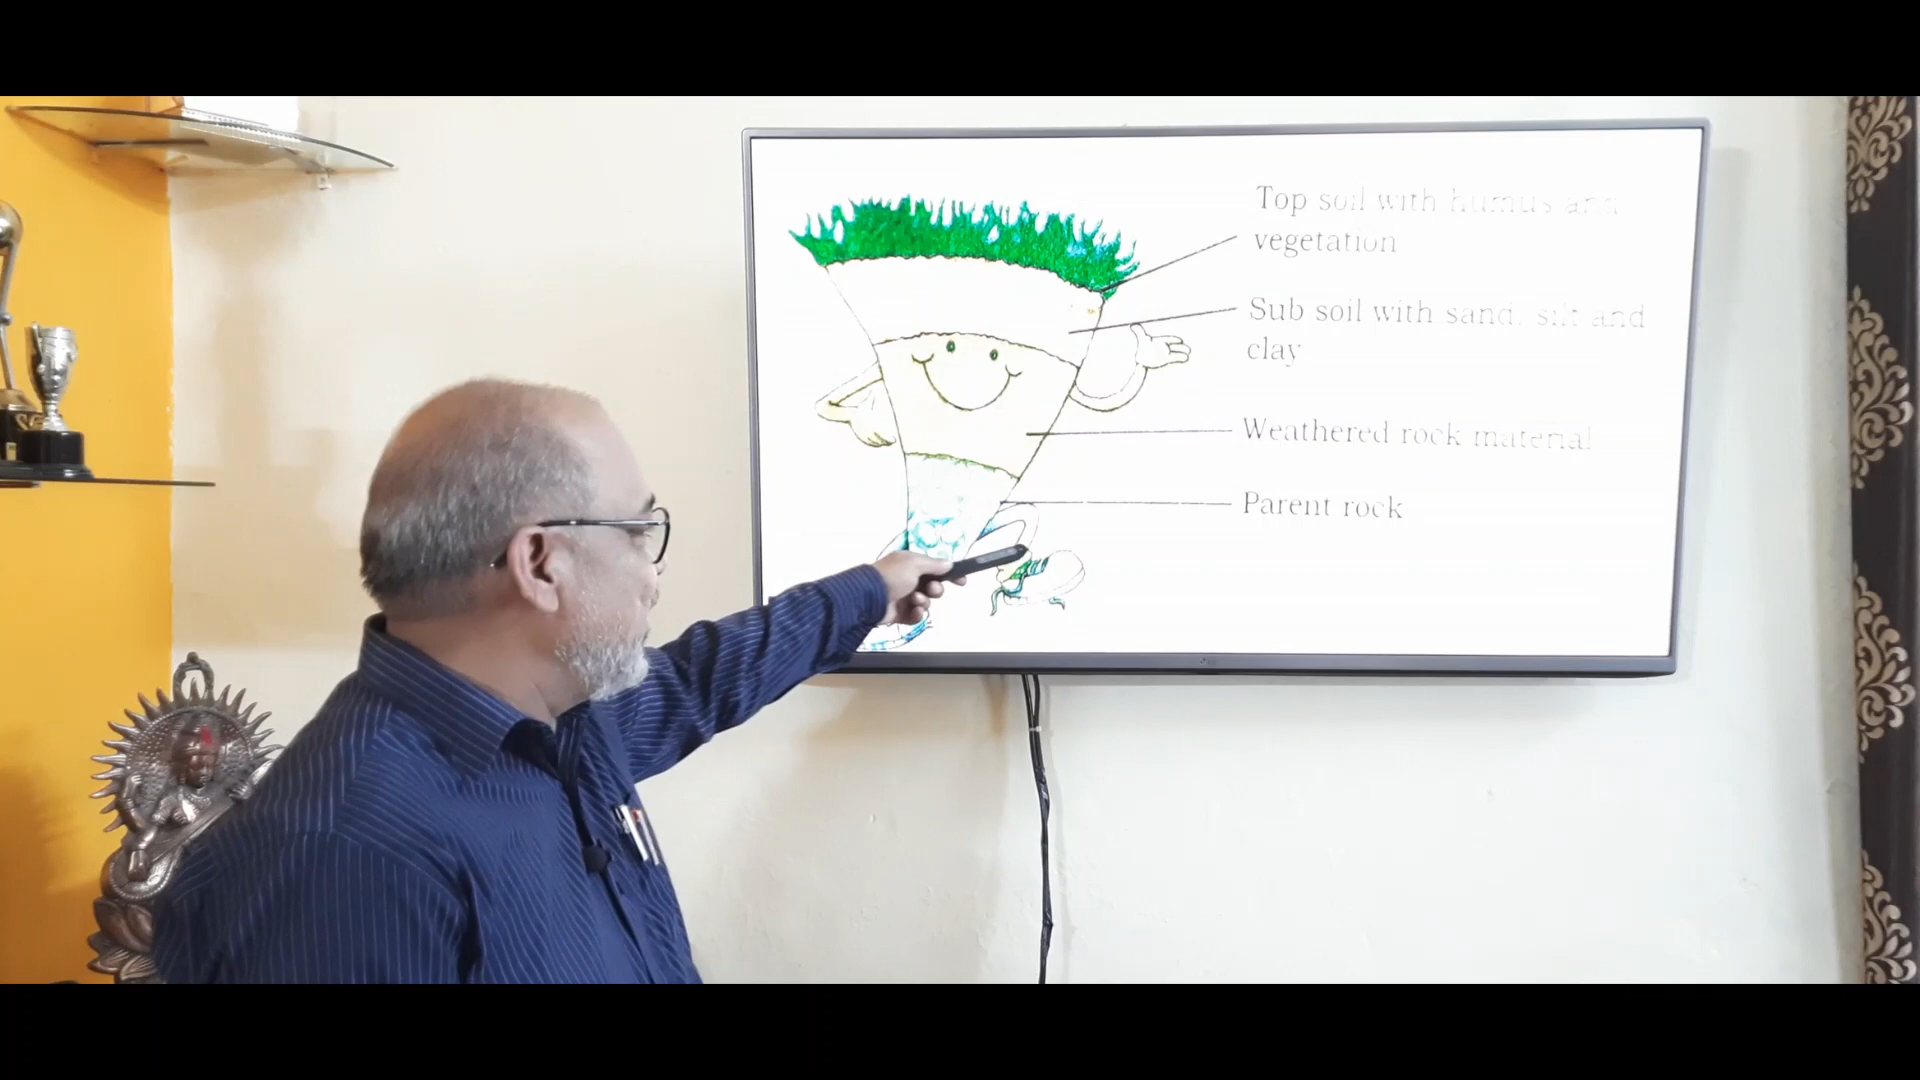 Top soil with humus and
vegetation
Sub soil with sand, silt and
clay
Weathered rock material
Parent rock